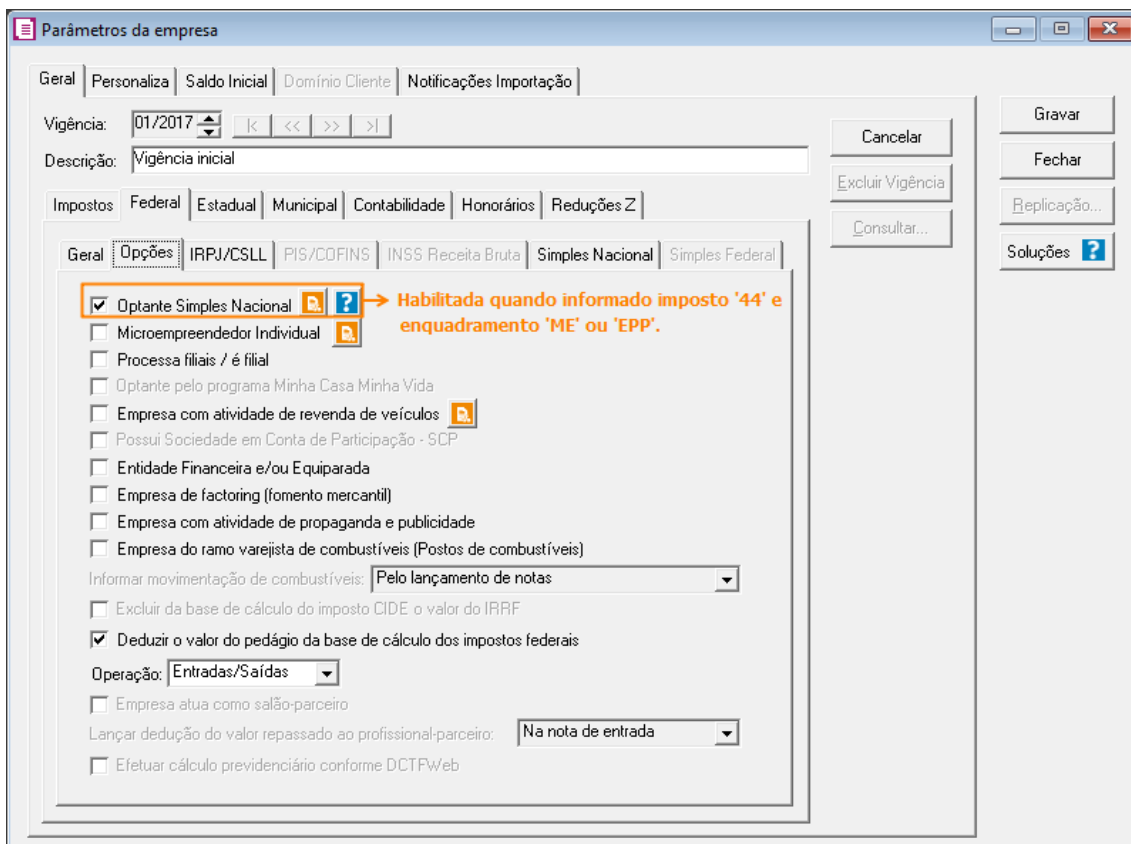 Parâmetros da empresa
Geral Personaliza Saldo Inicial Domínio Cliente Notificações Importação
Vigência: 01/2017 |< << >> >|
Descrição: Vigência inicial
Cancelar
Excluir Vigência
Consultar...
Gravar
Fechar
Replicação...
Soluções ?
Impostos Federal Estadual Municipal Contabilidade Honorários Reduções Z
Geral Opções IRPJ/CSLL PIS/COFINS INSS Receita Bruta Simples Nacional Simples Federal
Optante Simples Nacional ? Habilitada quando informado imposto '44' e
enquadramento 'ME' ou 'EPP'.
Microempreendedor Individual
Processa filiais / é filial
Optante pelo programa Minha Casa Minha Vida
Empresa com atividade de revenda de veículos
Possui Sociedade em Conta de Participação - SCP
Entidade Financeira e/ou Equiparada
Empresa de factoring (fomento mercantil)
Empresa com atividade de propaganda e publicidade
Empresa do ramo varejista de combustíveis (Postos de combustíveis)
Informar movimentação de combustíveis: Pelo lançamento de notas
Excluir da base de cálculo do imposto CIDE o valor do IRRF
Deduzir o valor do pedágio da base de cálculo dos impostos federais
Operação: Entradas/Saídas
Empresa atua como salão-parceiro
Lançar dedução do valor repassado ao profissional-parceiro: Na nota de entrada
Efetuar cálculo previdenciário conforme DCTFWeb